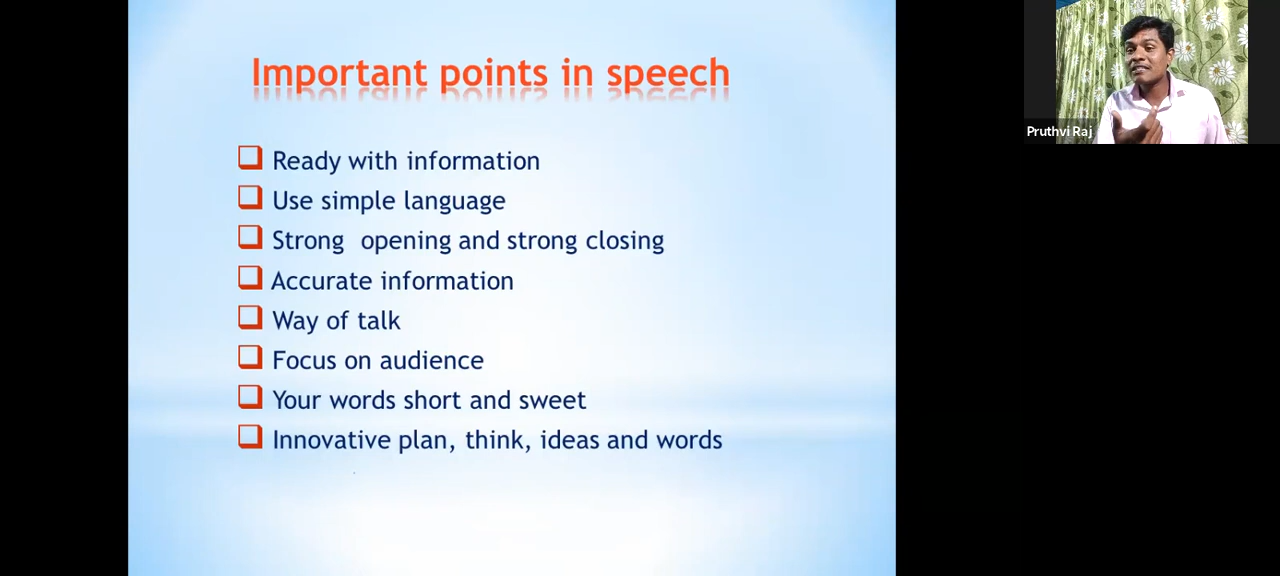 Important points in speech
Ready with information
Use simple language
Strong  opening and strong closing
Accurate information
Way of talk
Focus on audience
Your words short and sweet
Innovative plan, think, ideas and words
Pruthvi Raj